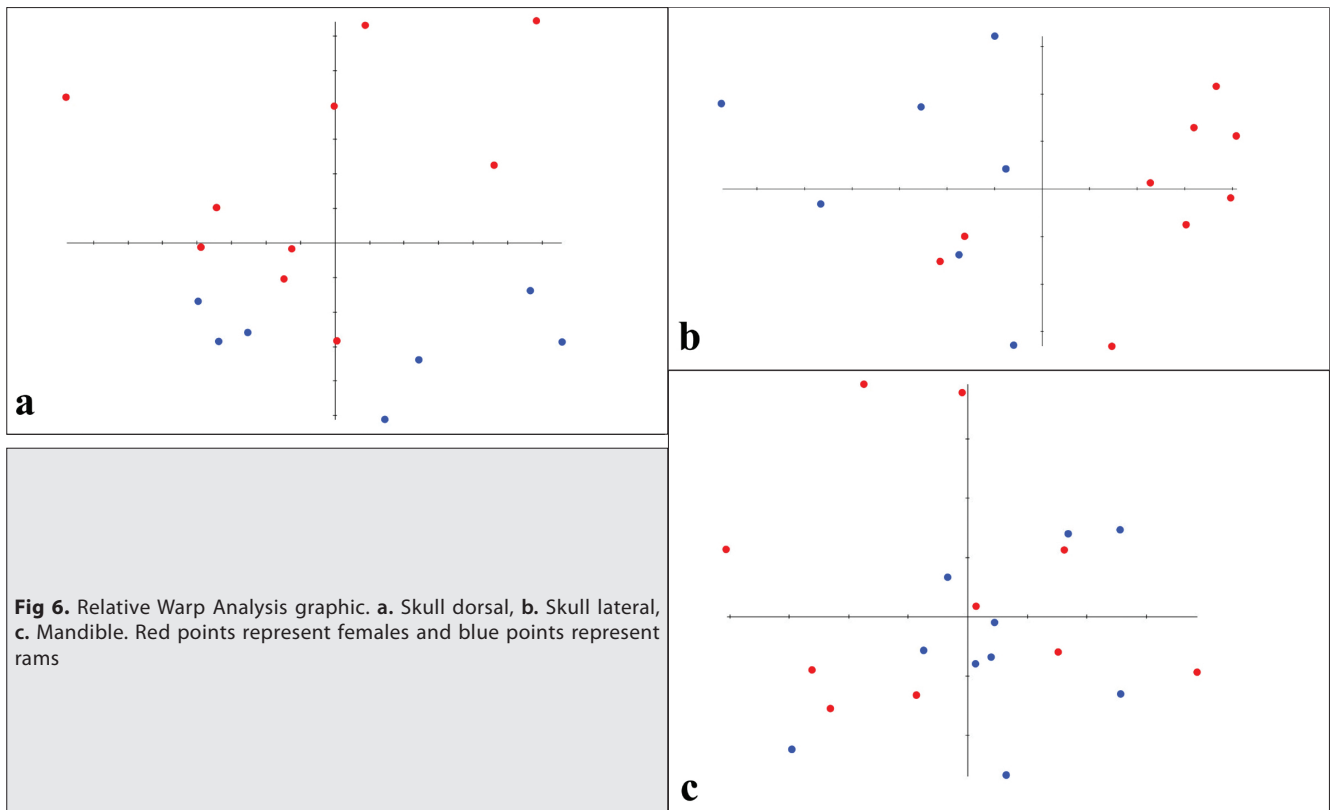 a
b
Fig 6. Relative Warp Analysis graphic. a. Skull dorsal, b. Skull lateral,
c. Mandible. Red points represent females and blue points represent
rams
c